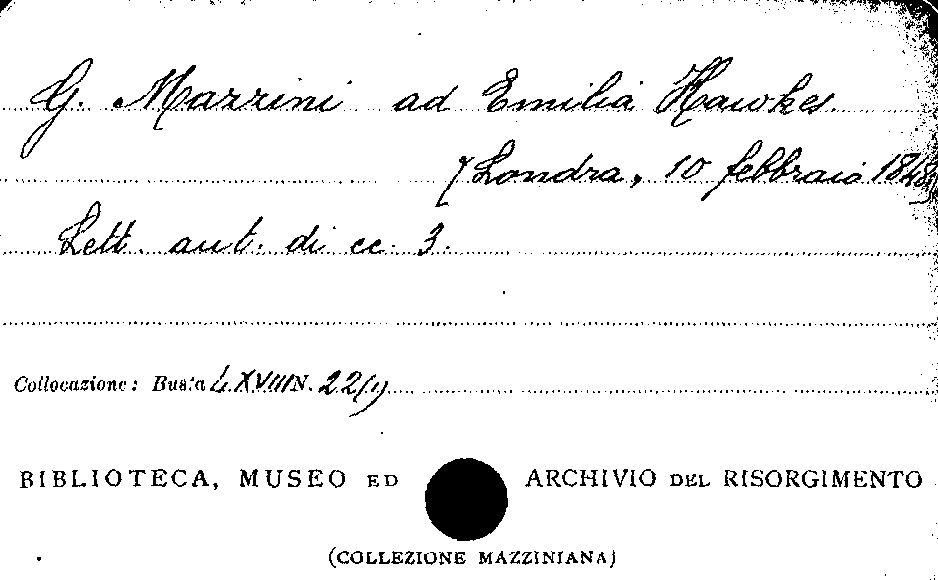 G. Mazzini ad Emilia Hawkes.
[Londra, 10 febbraio 1848]
Lett. aut. di cc. 3.
Collocazione: Busta LXVIII N. 22(1)
BIBLIOTECA, MUSEO ED ARCHIVIO DEL RISORGIMENTO
(COLLEZIONE MAZZINIANA)